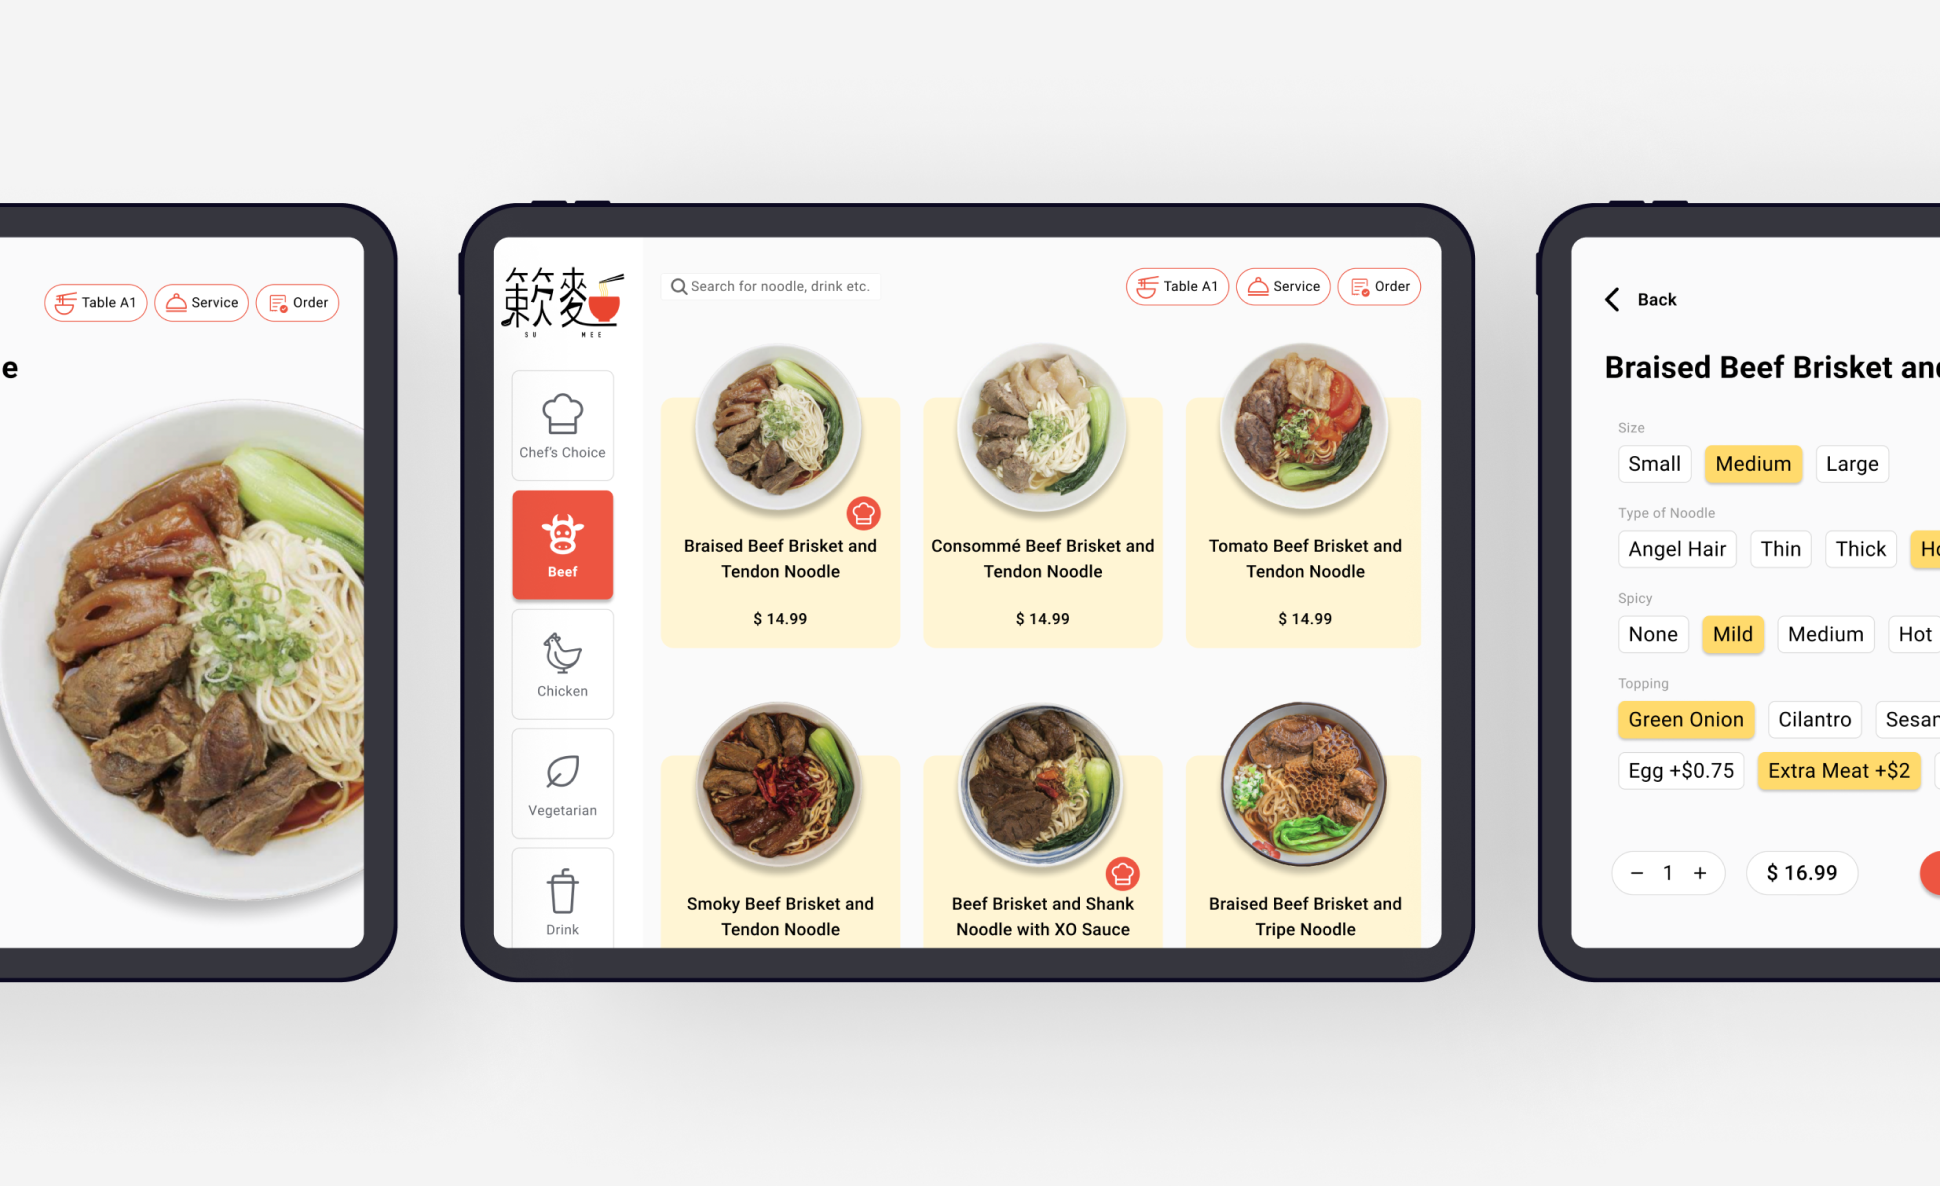 Table A1
Service
Order
e
簌麥
SU MEE
Search for noodle, drink etc.
Table A1
Service
Order
Chef's Choice
Beef
Chicken
Vegetarian
Drink
Braised Beef Brisket and
Tendon Noodle
$ 14.99
Consommé Beef Brisket and
Tendon Noodle
$ 14.99
Tomato Beef Brisket and
Tendon Noodle
$ 14.99
Smoky Beef Brisket and
Tendon Noodle
Beef Brisket and Shank
Noodle with XO Sauce
Braised Beef Brisket and
Tripe Noodle
Back
Braised Beef Brisket an
Size
Small Medium Large
Type of Noodle
Angel Hair Thin Thick Ho
Spicy
None Mild Medium Hot
Topping
Green Onion Cilantro Sesa
Egg +$0.75 Extra Meat +$2
− 1 + $ 16.99